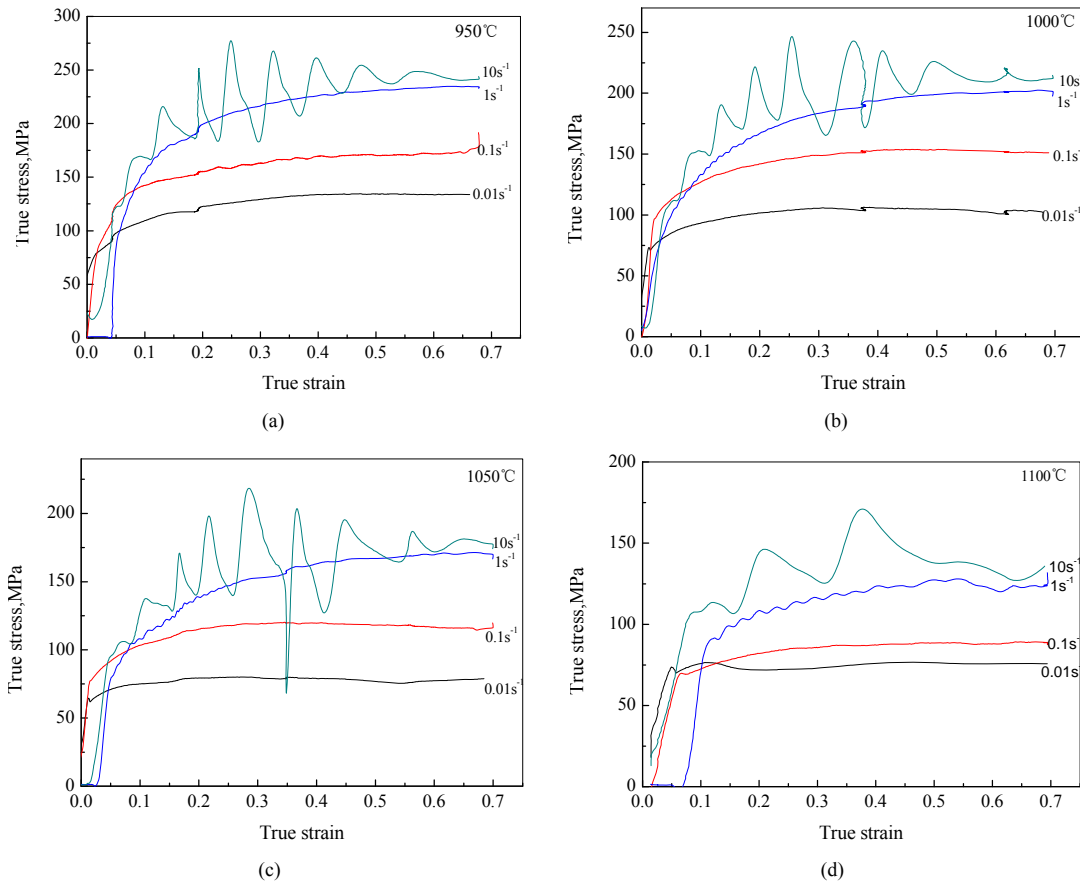 950℃
300
250
200
150
100
50
0
True stress,MPa
10s⁻¹
1s⁻¹
0.1s⁻¹
0.01s⁻¹
0.0 0.1 0.2 0.3 0.4 0.5 0.6 0.7
True strain
(a)
1000℃
250
200
150
100
50
0
True stress,MPa
10s⁻
1s⁻¹
0.1s⁻¹
0.01s⁻¹
0.0 0.1 0.2 0.3 0.4 0.5 0.6 0.7
True strain
(b)
1050℃
200
150
100
50
0
True stress,MPa
10s⁻¹
1s⁻¹
0.1s⁻¹
0.01s⁻¹
0.0 0.1 0.2 0.3 0.4 0.5 0.6 0.7
True strain
(c)
1100℃
200
150
100
50
0
True stress,MPa
10s⁻¹
1s⁻¹
0.1s⁻
0.01s⁻
0.0 0.1 0.2 0.3 0.4 0.5 0.6 0.7
True strain
(d)